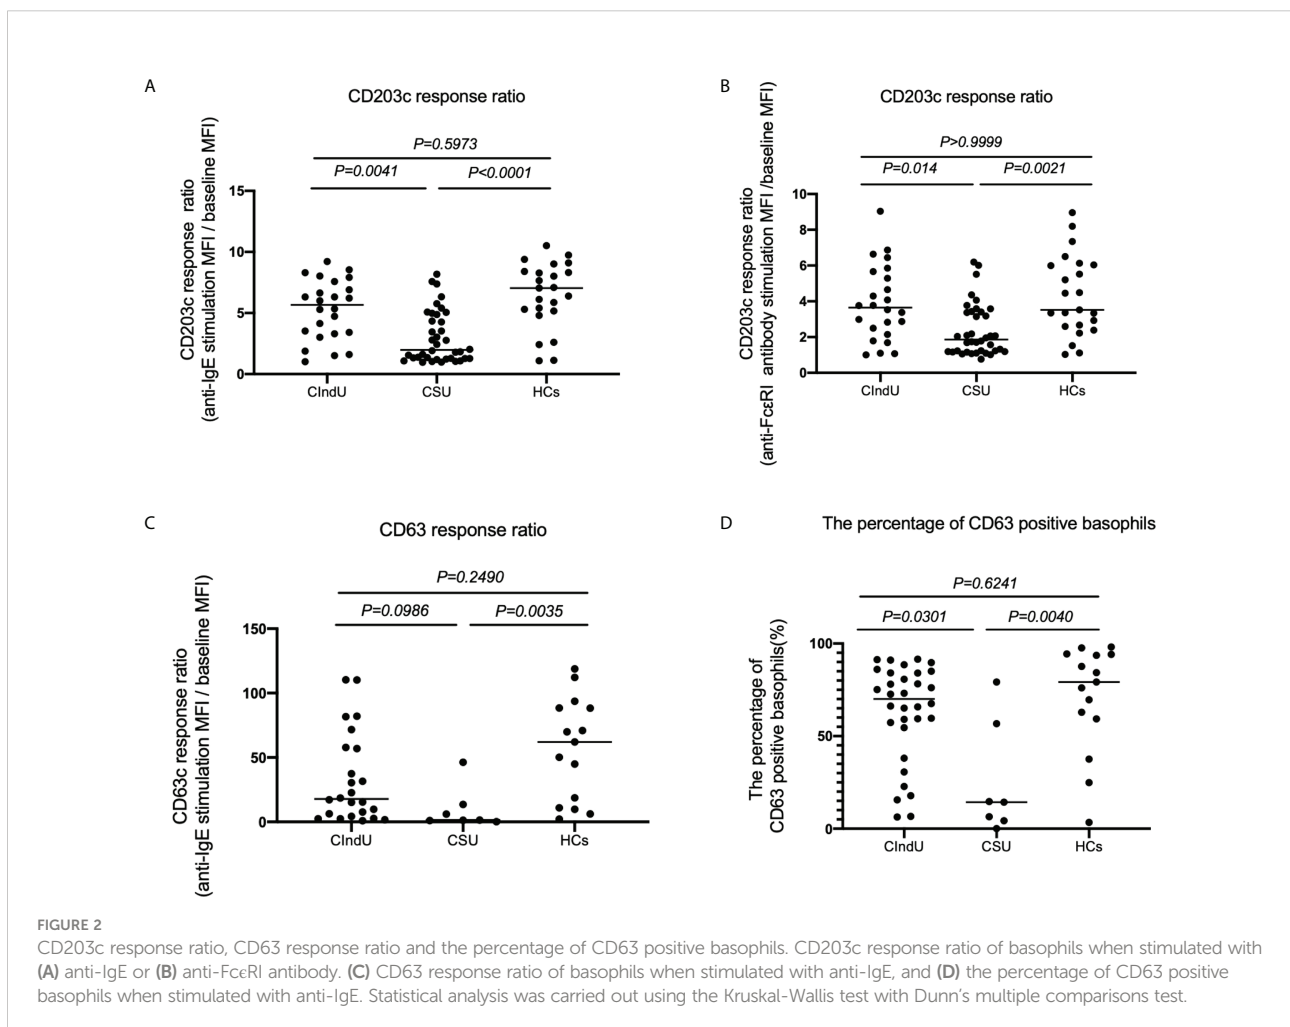 A
CD203c response ratio
P=0.5973
P=0.0041
P<0.0001
CD203c response ratio
(anti-IgE stimulation MFI / baseline MFI)
15
10
5
0
CIndU
CSU
HCs
B
CD203c response ratio
P>0.9999
P=0.014
P=0.0021
CD203c response ratio
(anti-FcεRI antibody stimulation MFI /baseline MFI)
10
8
6
4
2
0
CIndU
CSU
HCs
C
CD63 response ratio
P=0.2490
P=0.0986
P=0.0035
CD63c response ratio
(anti-IgE stimulation MFI / baseline MFI)
150
100
50
0
CIndU
CSU
HCs
D
The percentage of CD63 positive basophils
P=0.6241
P=0.0301
P=0.0040
The percentage of
CD63 positive basophils(%)
100
50
0
CIndU
CSU
HCs
FIGURE 2
CD203c response ratio, CD63 response ratio and the percentage of CD63 positive basophils. CD203c response ratio of basophils when stimulated with
(A) anti-IgE or (B) anti-FcεRI antibody. (C) CD63 response ratio of basophils when stimulated with anti-IgE, and (D) the percentage of CD63 positive
basophils when stimulated with anti-IgE. Statistical analysis was carried out using the Kruskal-Wallis test with Dunn's multiple comparisons test.